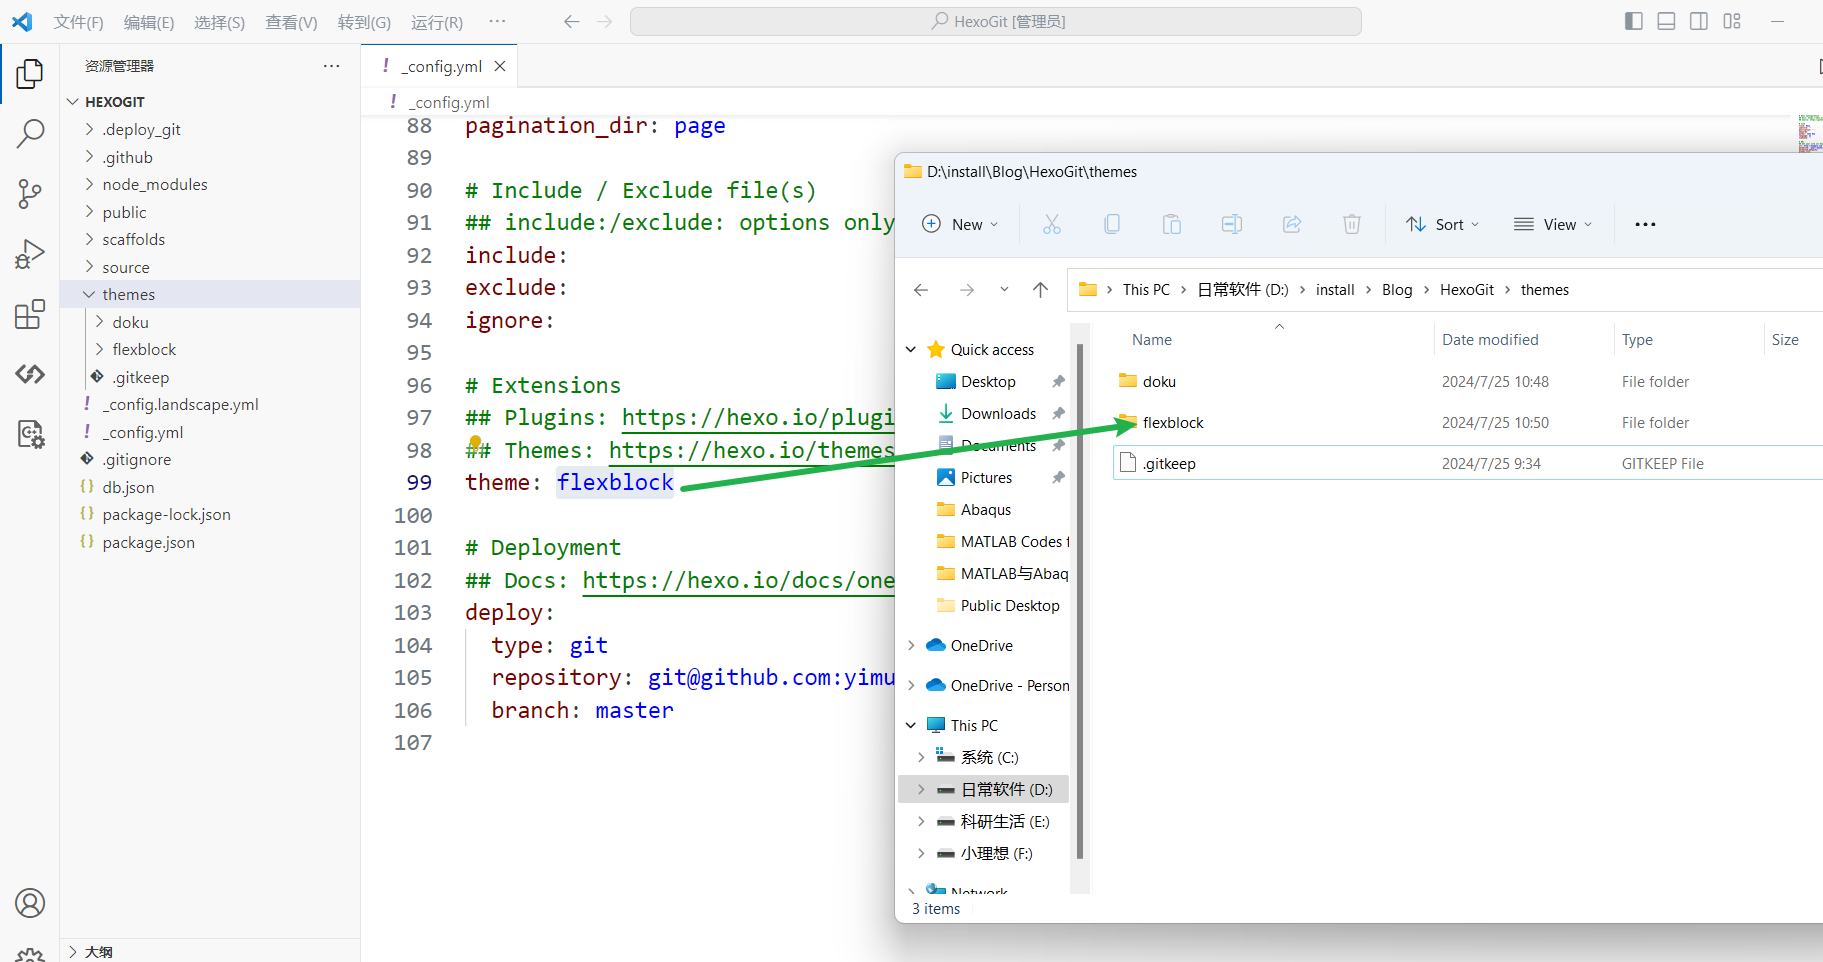 文件(F) 编辑(E) 选择(S) 查看(V) 转到(G) 运行(R) ···
HexoGit [管理员]
资源管理器 ···
HEXOGIT
.deploy_git
.github
node_modules
public
scaffolds
source
themes
doku
flexblock
.gitkeep
_config.landscape.yml
_config.yml
.gitignore
db.json
package-lock.json
package.json
大纲
! _config.yml
! _config.yml
88 pagination_dir: page
89
90 # Include / Exclude file(s)
91 ## include:/exclude: options only
92 include:
93 exclude:
94 ignore:
95
96 # Extensions
97 ## Plugins: https://hexo.io/plugi
98 ## Themes: https://hexo.io/themes
99 theme: flexblock
100
101 # Deployment
102 ## Docs: https://hexo.io/docs/one
103 deploy:
104 type: git
105 repository: git@github.com:yimu
106 branch: master
107
D:\install\Blog\HexoGit\themes
New Sort View ···
This PC › 日常软件 (D:) › install › Blog › HexoGit › themes
Quick access
Desktop
Downloads
Documents
Pictures
Abaqus
MATLAB Codes f
MATLAB与Abaq
Public Desktop
OneDrive
OneDrive - Person
This PC
系统 (C:)
日常软件 (D:)
科研生活 (E:)
小理想 (F:)
Network
Name Date modified Type Size
doku 2024/7/25 10:48 File folder
flexblock 2024/7/25 10:50 File folder
.gitkeep 2024/7/25 9:34 GITKEEP File
3 items